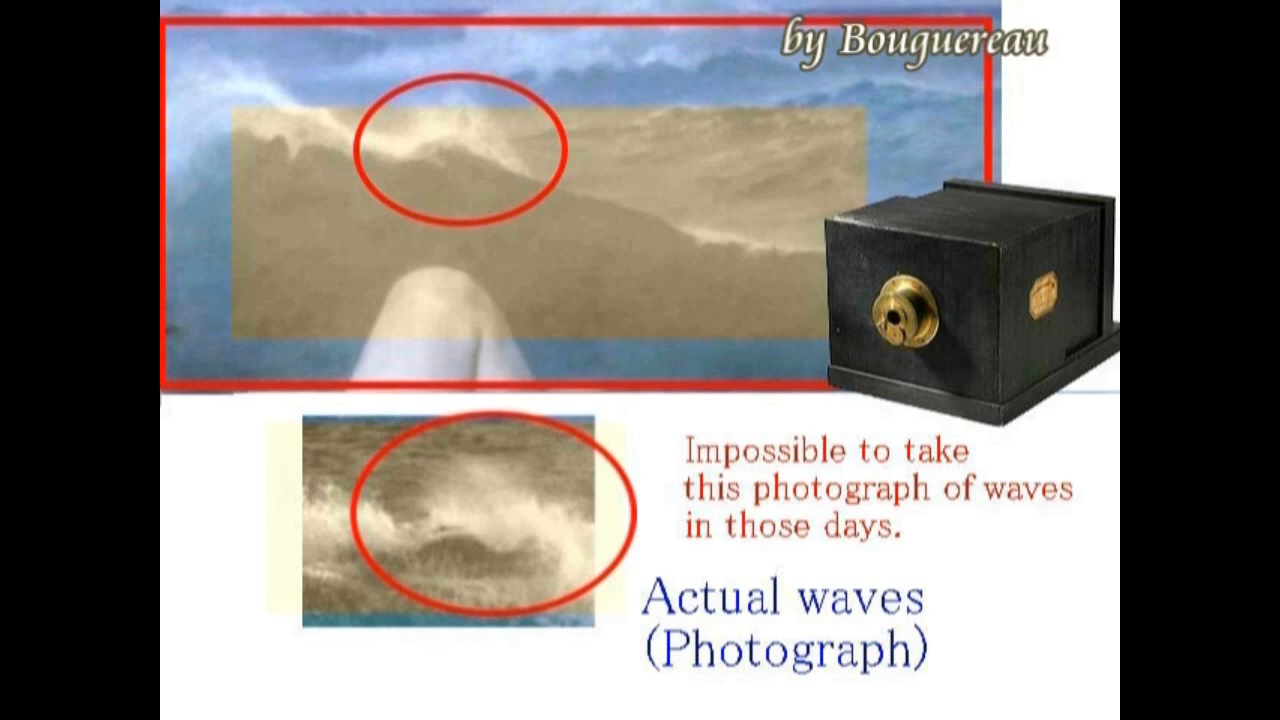 by Bouguereau
Impossible to take
this photograph of waves
in those days.
Actual waves
(Photograph)